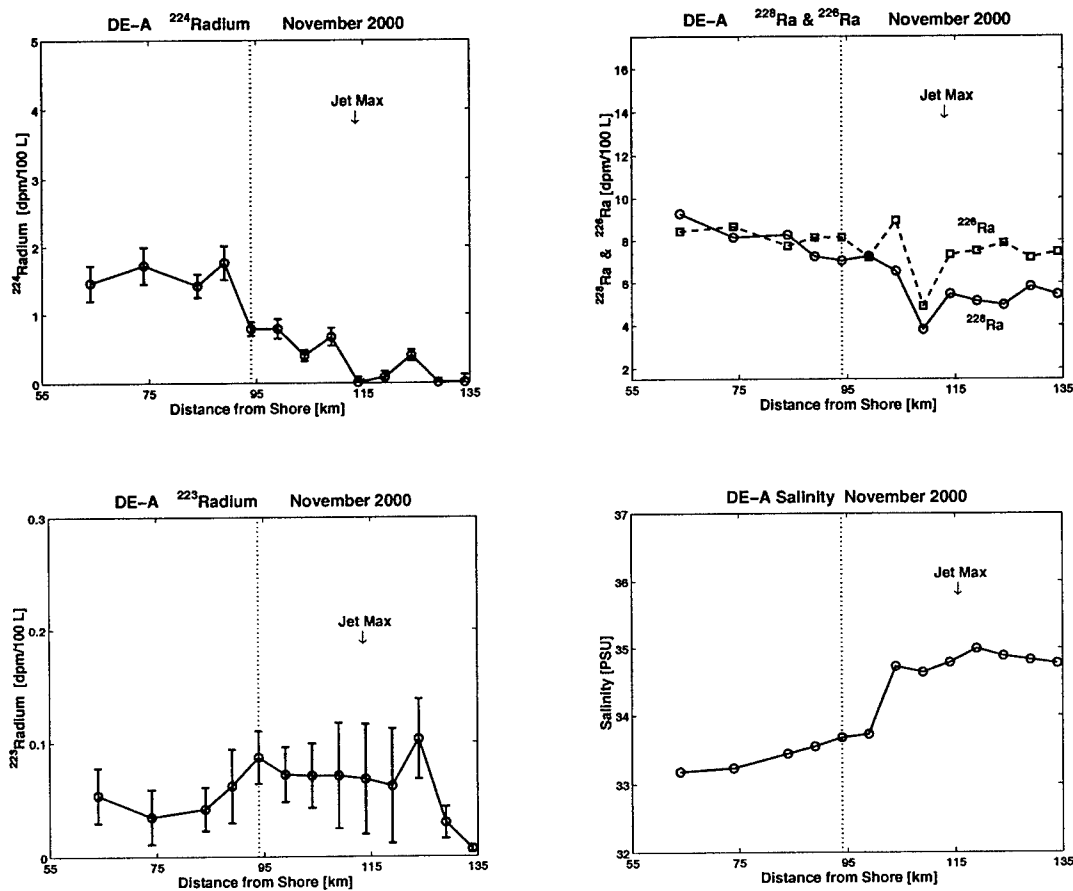 DE-A ²²⁴Radium November 2000
5
4
3
2
1
0
²²⁴Radium [dpm/100 L]
Jet Max
↓
55 75 95 115 135
Distance from Shore [km]
DE-A ²²⁸Ra & ²²⁶Ra November 2000
16
14
12
10
8
6
4
2
²²⁸Ra & ²²⁶Ra [dpm/100 L]
Jet Max
↓
²²⁶Ra
²²⁸Ra
55 75 95 115 135
Distance from Shore [km]
DE-A ²²³Radium November 2000
0.3
0.2
0.1
0
²²³Radium [dpm/100 L]
Jet Max
↓
55 75 95 115 135
Distance from Shore [km]
DE-A Salinity November 2000
37
36
35
34
33
32
Salinity [PSU]
Jet Max
↓
55 75 95 115 135
Distance from Shore [km]